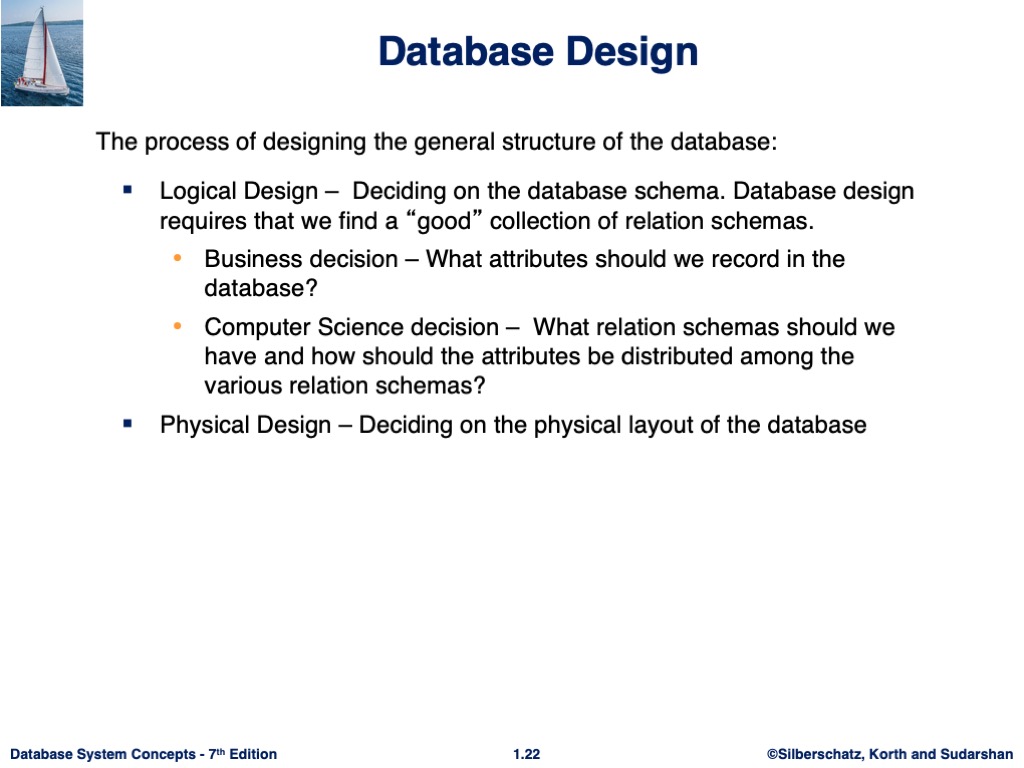 Database Design
The process of designing the general structure of the database:
▪ Logical Design –  Deciding on the database schema. Database design
requires that we find a “good” collection of relation schemas.
• Business decision – What attributes should we record in the
database?
• Computer Science decision –  What relation schemas should we
have and how should the attributes be distributed among the
various relation schemas?
▪ Physical Design – Deciding on the physical layout of the database
Database System Concepts - 7th Edition
1.22
©Silberschatz, Korth and Sudarshan